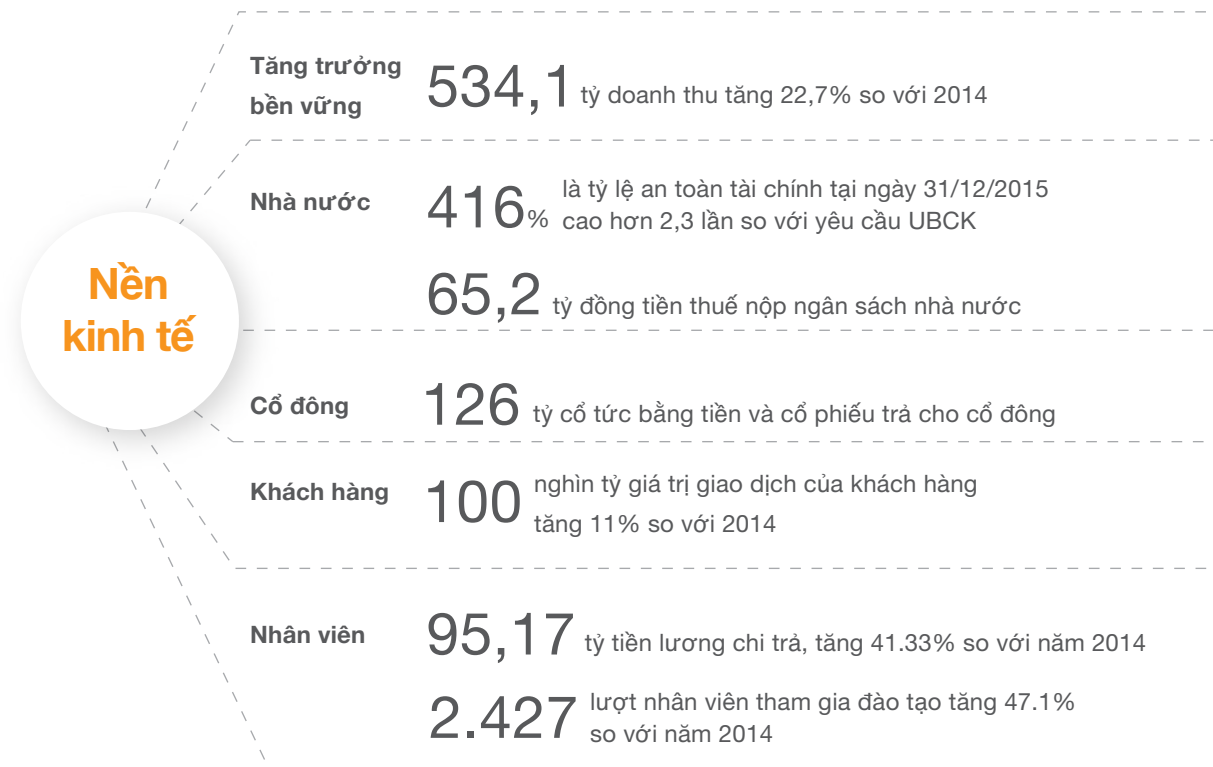 Tăng trưởng
bền vững
534,1 tỷ doanh thu tăng 22,7% so với 2014
Nhà nước
416% là tỷ lệ an toàn tài chính tại ngày 31/12/2015
cao hơn 2,3 lần so với yêu cầu UBCK
65,2 tỷ đồng tiền thuế nộp ngân sách nhà nước
Nền
kinh tế
Cổ đông
126 tỷ cổ tức bằng tiền và cổ phiếu trả cho cổ đông
Khách hàng
100 nghìn tỷ giá trị giao dịch của khách hàng
tăng 11% so với 2014
Nhân viên
95,17 tỷ tiền lương chi trả, tăng 41.33% so với năm 2014
2.427 lượt nhân viên tham gia đào tạo tăng 47.1%
so với năm 2014